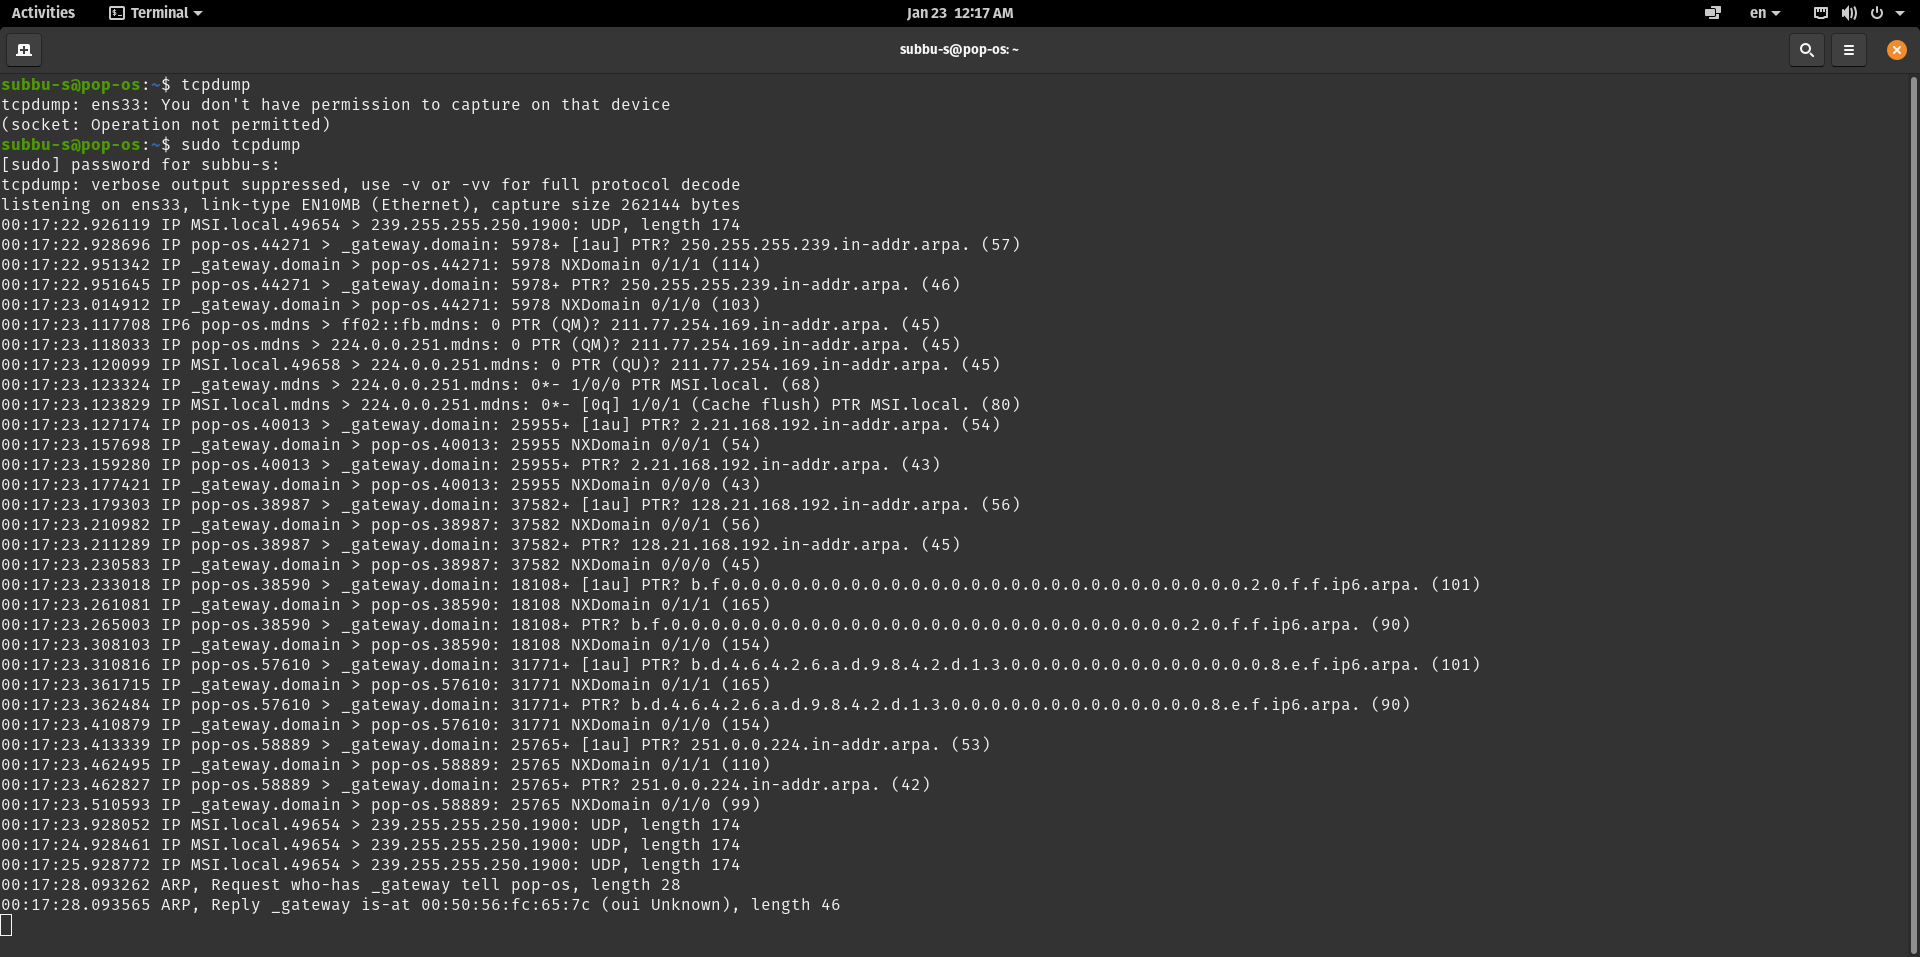 Activities Terminal Jan 23 12:17 AM en
subbu-s@pop-os: ~
subbu-s@pop-os:~$ tcpdump
tcpdump: ens33: You don't have permission to capture on that device
(socket: Operation not permitted)
subbu-s@pop-os:~$ sudo tcpdump
[sudo] password for subbu-s:
tcpdump: verbose output suppressed, use -v or -vv for full protocol decode
listening on ens33, link-type EN10MB (Ethernet), capture size 262144 bytes
00:17:22.926119 IP MSI.local.49654 > 239.255.255.250.1900: UDP, length 174
00:17:22.928696 IP pop-os.44271 > _gateway.domain: 5978+ [1au] PTR? 250.255.255.239.in-addr.arpa. (57)
00:17:22.951342 IP _gateway.domain > pop-os.44271: 5978 NXDomain 0/1/1 (114)
00:17:22.951645 IP pop-os.44271 > _gateway.domain: 5978+ PTR? 250.255.255.239.in-addr.arpa. (46)
00:17:23.014912 IP _gateway.domain > pop-os.44271: 5978 NXDomain 0/1/0 (103)
00:17:23.117708 IP6 pop-os.mdns > ff02::fb.mdns: 0 PTR (QM)? 211.77.254.169.in-addr.arpa. (45)
00:17:23.118033 IP pop-os.mdns > 224.0.0.251.mdns: 0 PTR (QM)? 211.77.254.169.in-addr.arpa. (45)
00:17:23.120099 IP MSI.local.49658 > 224.0.0.251.mdns: 0 PTR (QU)? 211.77.254.169.in-addr.arpa. (45)
00:17:23.123324 IP _gateway.mdns > 224.0.0.251.mdns: 0*- 1/0/0 PTR MSI.local. (68)
00:17:23.123829 IP MSI.local.mdns > 224.0.0.251.mdns: 0*- [0q] 1/0/1 (Cache flush) PTR MSI.local. (80)
00:17:23.127174 IP pop-os.40013 > _gateway.domain: 25955+ [1au] PTR? 2.21.168.192.in-addr.arpa. (54)
00:17:23.157698 IP _gateway.domain > pop-os.40013: 25955 NXDomain 0/0/1 (54)
00:17:23.159280 IP pop-os.40013 > _gateway.domain: 25955+ PTR? 2.21.168.192.in-addr.arpa. (43)
00:17:23.177421 IP _gateway.domain > pop-os.40013: 25955 NXDomain 0/0/0 (43)
00:17:23.179303 IP pop-os.38987 > _gateway.domain: 37582+ [1au] PTR? 128.21.168.192.in-addr.arpa. (56)
00:17:23.210982 IP _gateway.domain > pop-os.38987: 37582 NXDomain 0/0/1 (56)
00:17:23.211289 IP pop-os.38987 > _gateway.domain: 37582+ PTR? 128.21.168.192.in-addr.arpa. (45)
00:17:23.230583 IP _gateway.domain > pop-os.38987: 37582 NXDomain 0/0/0 (45)
00:17:23.233018 IP pop-os.38590 > _gateway.domain: 18108+ [1au] PTR? b.f.0.0.0.0.0.0.0.0.0.0.0.0.0.0.0.0.0.0.0.0.0.0.0.0.0.0.2.0.f.f.ip6.arpa. (101)
00:17:23.261081 IP _gateway.domain > pop-os.38590: 18108 NXDomain 0/1/1 (165)
00:17:23.265003 IP pop-os.38590 > _gateway.domain: 18108+ PTR? b.f.0.0.0.0.0.0.0.0.0.0.0.0.0.0.0.0.0.0.0.0.0.0.0.0.0.0.2.0.f.f.ip6.arpa. (90)
00:17:23.308103 IP _gateway.domain > pop-os.38590: 18108 NXDomain 0/1/0 (154)
00:17:23.310816 IP pop-os.57610 > _gateway.domain: 31771+ [1au] PTR? b.d.4.6.4.2.6.a.d.9.8.4.2.d.1.3.0.0.0.0.0.0.0.0.0.0.0.0.0.8.e.f.ip6.arpa. (101)
00:17:23.361715 IP _gateway.domain > pop-os.57610: 31771 NXDomain 0/1/1 (165)
00:17:23.362484 IP pop-os.57610 > _gateway.domain: 31771+ PTR? b.d.4.6.4.2.6.a.d.9.8.4.2.d.1.3.0.0.0.0.0.0.0.0.0.0.0.0.0.8.e.f.ip6.arpa. (90)
00:17:23.410879 IP _gateway.domain > pop-os.57610: 31771 NXDomain 0/1/0 (154)
00:17:23.413339 IP pop-os.58889 > _gateway.domain: 25765+ [1au] PTR? 251.0.0.224.in-addr.arpa. (53)
00:17:23.462495 IP _gateway.domain > pop-os.58889: 25765 NXDomain 0/1/1 (110)
00:17:23.462827 IP pop-os.58889 > _gateway.domain: 25765+ PTR? 251.0.0.224.in-addr.arpa. (42)
00:17:23.510593 IP _gateway.domain > pop-os.58889: 25765 NXDomain 0/1/0 (99)
00:17:23.928052 IP MSI.local.49654 > 239.255.255.250.1900: UDP, length 174
00:17:24.928461 IP MSI.local.49654 > 239.255.255.250.1900: UDP, length 174
00:17:25.928772 IP MSI.local.49654 > 239.255.255.250.1900: UDP, length 174
00:17:28.093262 ARP, Request who-has _gateway tell pop-os, length 28
00:17:28.093565 ARP, Reply _gateway is-at 00:50:56:fc:65:7c (oui Unknown), length 46